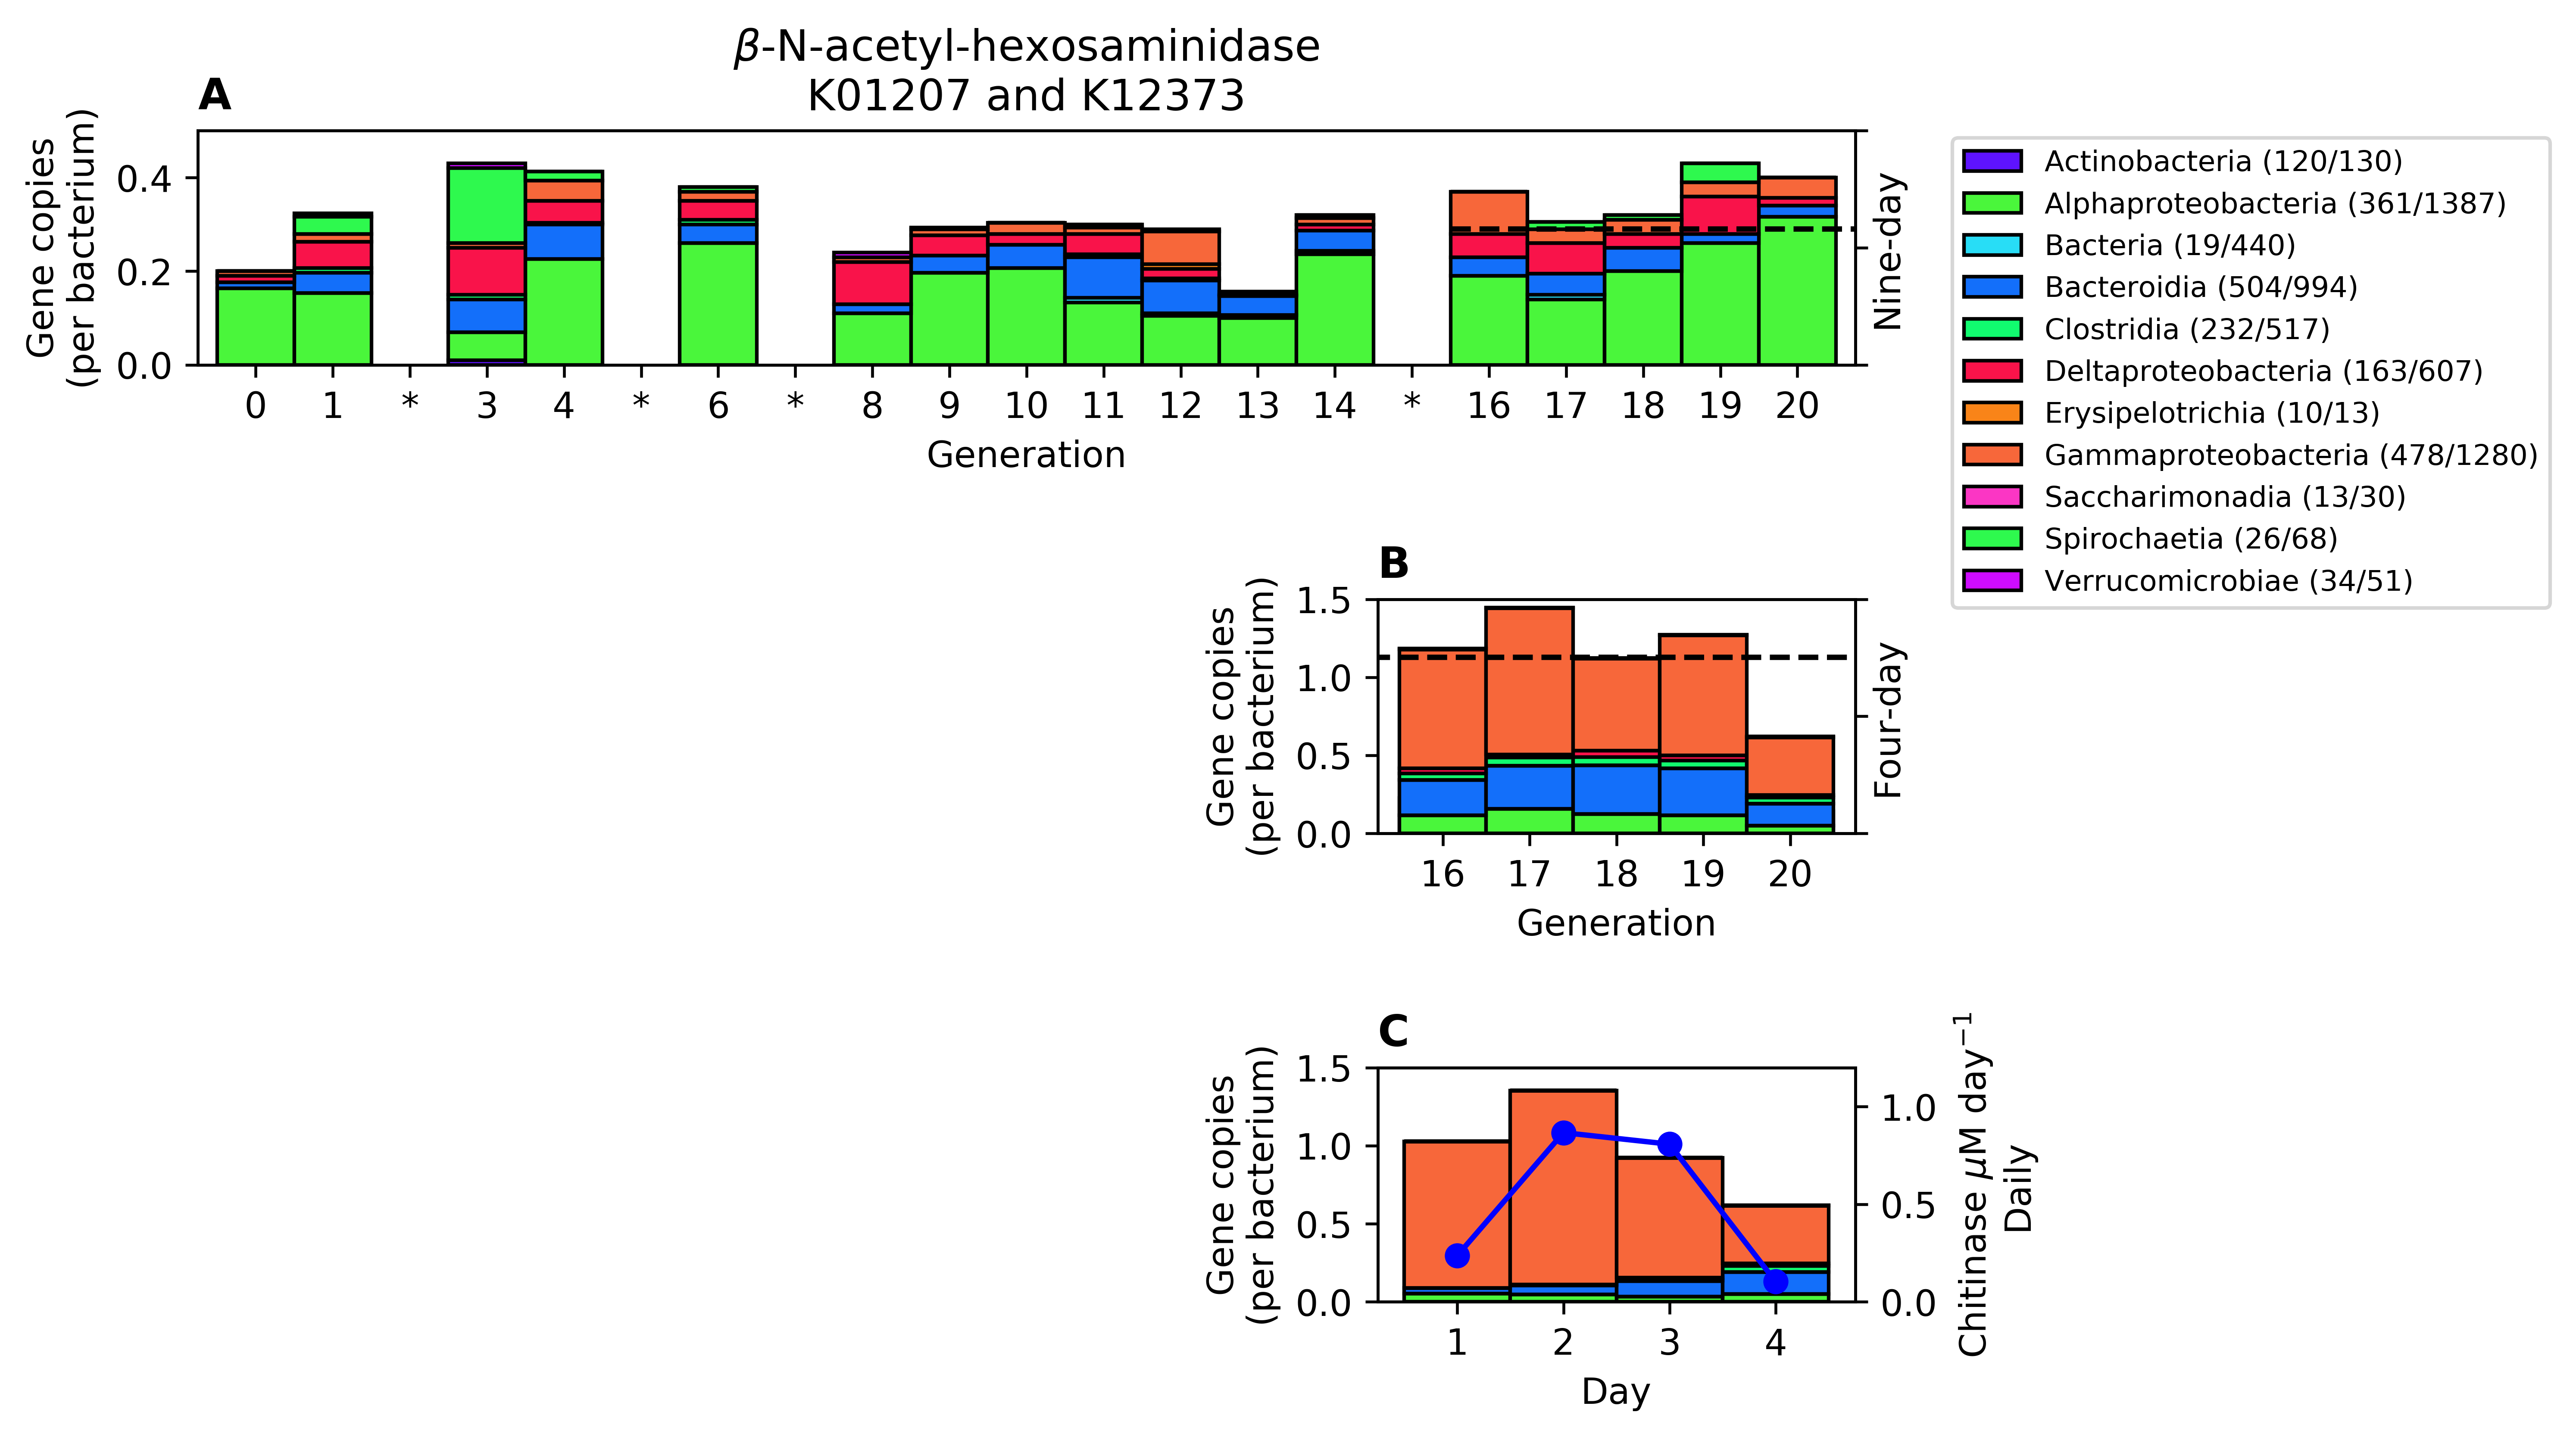 β-N-acetyl-hexosaminidase
K01207 and K12373
A
Gene copies
(per bacterium)
0.4
0.2
0.0
0 1 * 3 4 * 6 * 8 9 10 11 12 13 14 * 16 17 18 19 20
Generation
Nine-day
Actinobacteria (120/130)
Alphaproteobacteria (361/1387)
Bacteria (19/440)
Bacteroidia (504/994)
Clostridia (232/517)
Deltaproteobacteria (163/607)
Erysipelotrichia (10/13)
Gammaproteobacteria (478/1280)
Saccharimonadia (13/30)
Spirochaetia (26/68)
Verrucomicrobiae (34/51)
B
Gene copies
(per bacterium)
1.5
1.0
0.5
0.0
16 17 18 19 20
Generation
Four-day
C
Gene copies
(per bacterium)
1.5
1.0
0.5
0.0
1 2 3 4
Day
1.0
0.5
0.0
Chitinase μM day⁻¹
Daily